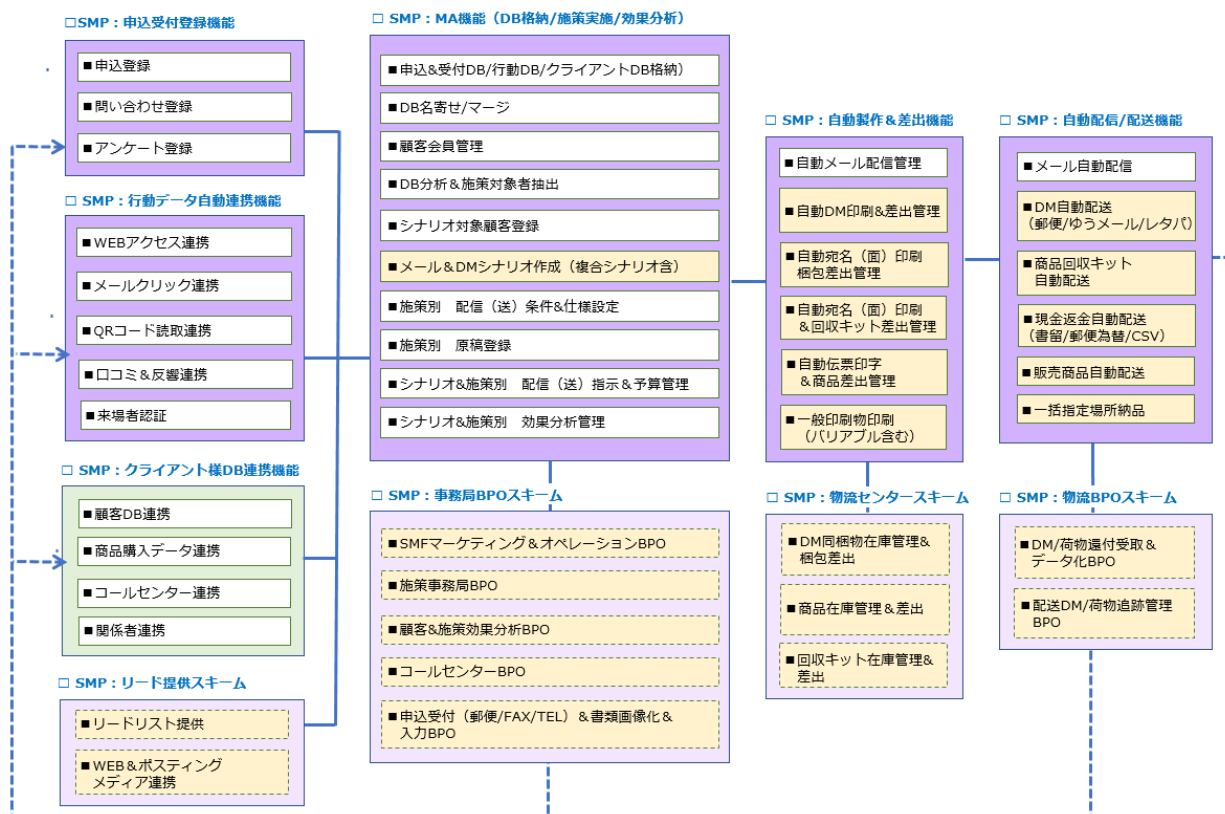 □SMP：申込受付登録機能
■申込登録
■問い合わせ登録
■アンケート登録
□ SMP：行動データ自動連携機能
■WEBアクセス連携
■メールクリック連携
■QRコード読取連携
■口コミ＆反響連携
■来場者認証
□ SMP：クライアント様DB連携機能
■顧客DB連携
■商品購入データ連携
■コールセンター連携
■関係者連携
□ SMP：リード提供スキーム
■リードリスト提供
■WEB＆ポスティング
メディア連携
□ SMP：MA機能（DB格納/施策実施/効果分析）
■申込&受付DB/行動DB/クライアントDB格納）
■DB名寄せ/マージ
■顧客会員管理
■DB分析＆施策対象者抽出
■シナリオ対象顧客登録
■メール＆DMシナリオ作成（複合シナリオ含）
■施策別　配信（送）条件&仕様設定
■施策別　原稿登録
■シナリオ&施策別　配信（送）指示＆予算管理
■シナリオ&施策別　効果分析管理
□ SMP：事務局BPOスキーム
■SMFマーケティング＆オペレーションBPO
■施策事務局BPO
■顧客&施策効果分析BPO
■コールセンターBPO
■申込受付（郵便/FAX/TEL）＆書類画像化＆
入力BPO
□ SMP：自動製作＆差出機能
■自動メール配信管理
■自動DM印刷&差出管理
■自動宛名（面）印刷
梱包差出管理
■自動宛名（面）印刷
＆回収キット差出管理
■自動伝票印字
＆商品差出管理
■一般印刷物印刷
（バリアブル含む）
□ SMP：物流センタースキーム
■DM同梱物在庫管理&
梱包差出
■商品在庫管理＆差出
■回収キット在庫管理&
差出
□ SMP：自動配信/配送機能
■メール自動配信
■DM自動配送
（郵便/ゆうメール/レタパ）
■商品回収キット
自動配送
■現金返金自動配送
（書留/郵便為替/CSV）
■販売商品自動配送
■一括指定場所納品
□ SMP：物流BPOスキーム
■DM/荷物還付受取＆
データ化BPO
■配送DM/荷物追跡管理
BPO